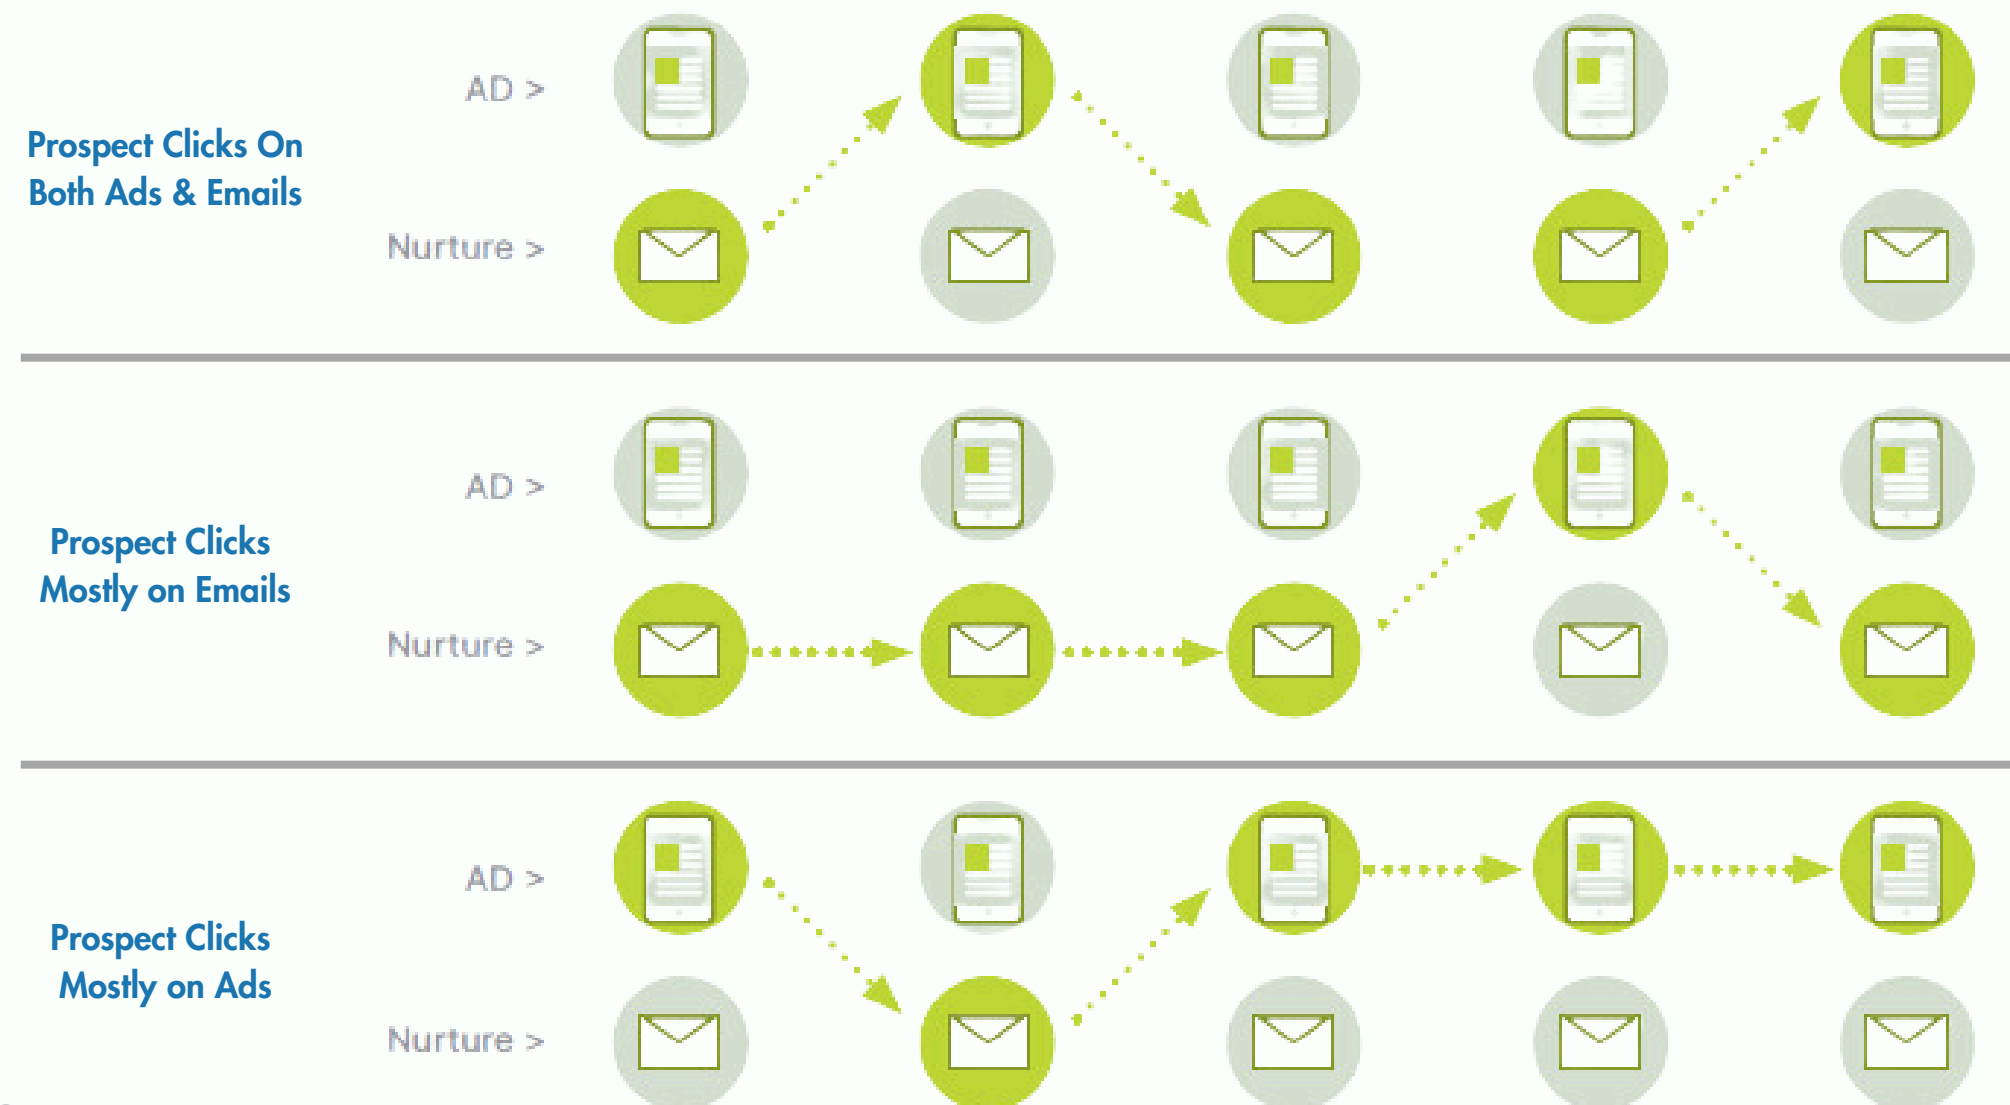 AD >
Prospect Clicks On
Both Ads & Emails
Nurture >
AD >
Prospect Clicks
Mostly on Emails
Nurture >
AD >
Prospect Clicks
Mostly on Ads
Nurture >